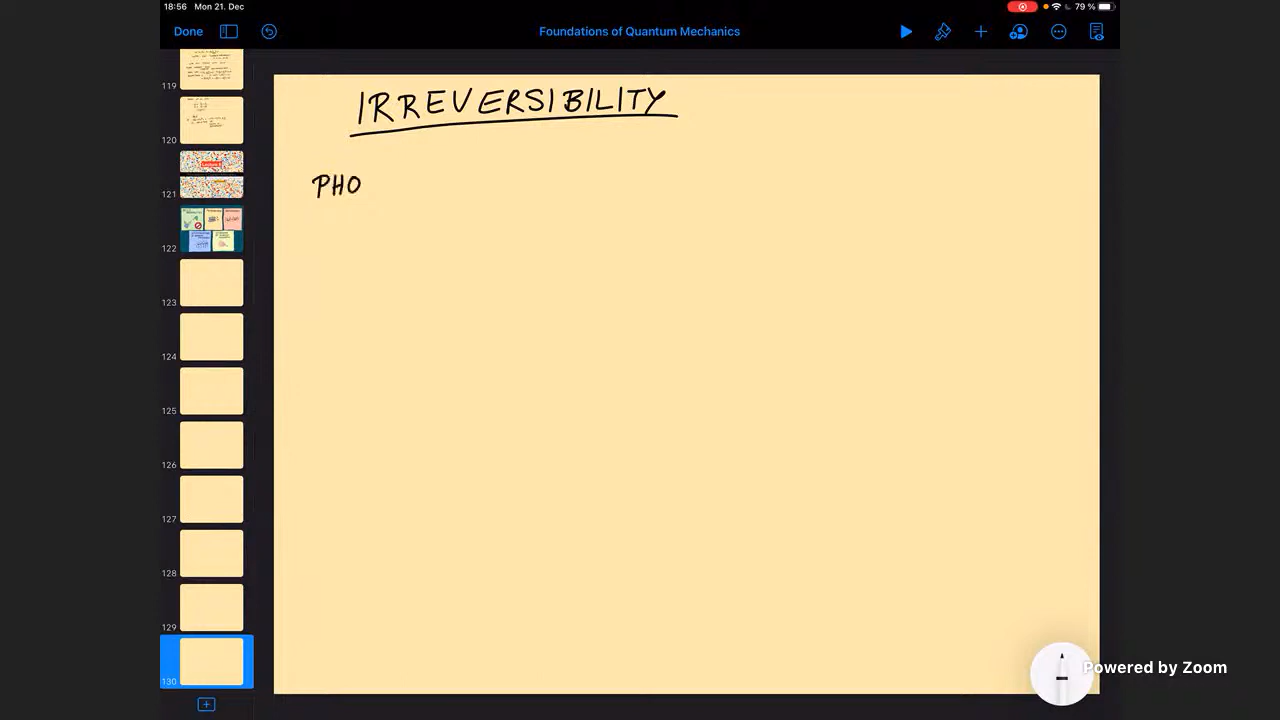 18:56 Mon 21. Dec
79 %
Done
Foundations of Quantum Mechanics
119
120
121
122
123
124
125
126
127
128
129
130
IRREVERSIBILITY
PHO
Powered by Zoom